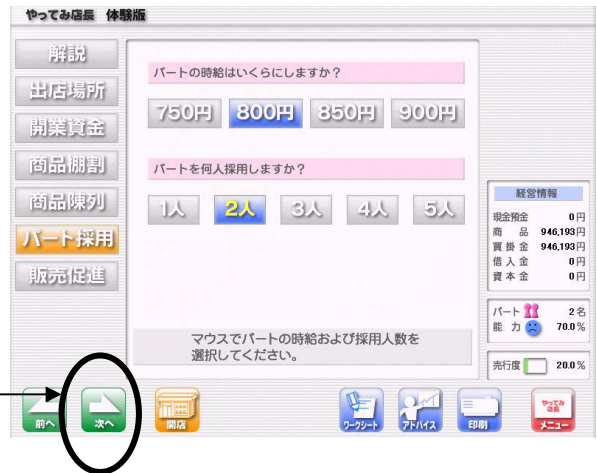 やってみ店長 体験版
解説
出店場所
開業資金
商品棚割
商品陳列
パート採用
販売促進
パートの時給はいくらにしますか？
750円 800円 850円 900円
パートを何人採用しますか？
1人 2人 3人 4人 5人
マウスでパートの時給および採用人数を
選択してください。
経営情報
現金預金 0円
商 品 946,193円
買 掛 金 946,193円
借 入 金 0円
資 本 金 0円
パート 2名
能 力 70.0%
売行度 20.0%
前へ 次へ 開店 ワークシート アドバイス 印刷 やってみ店長 メニュー